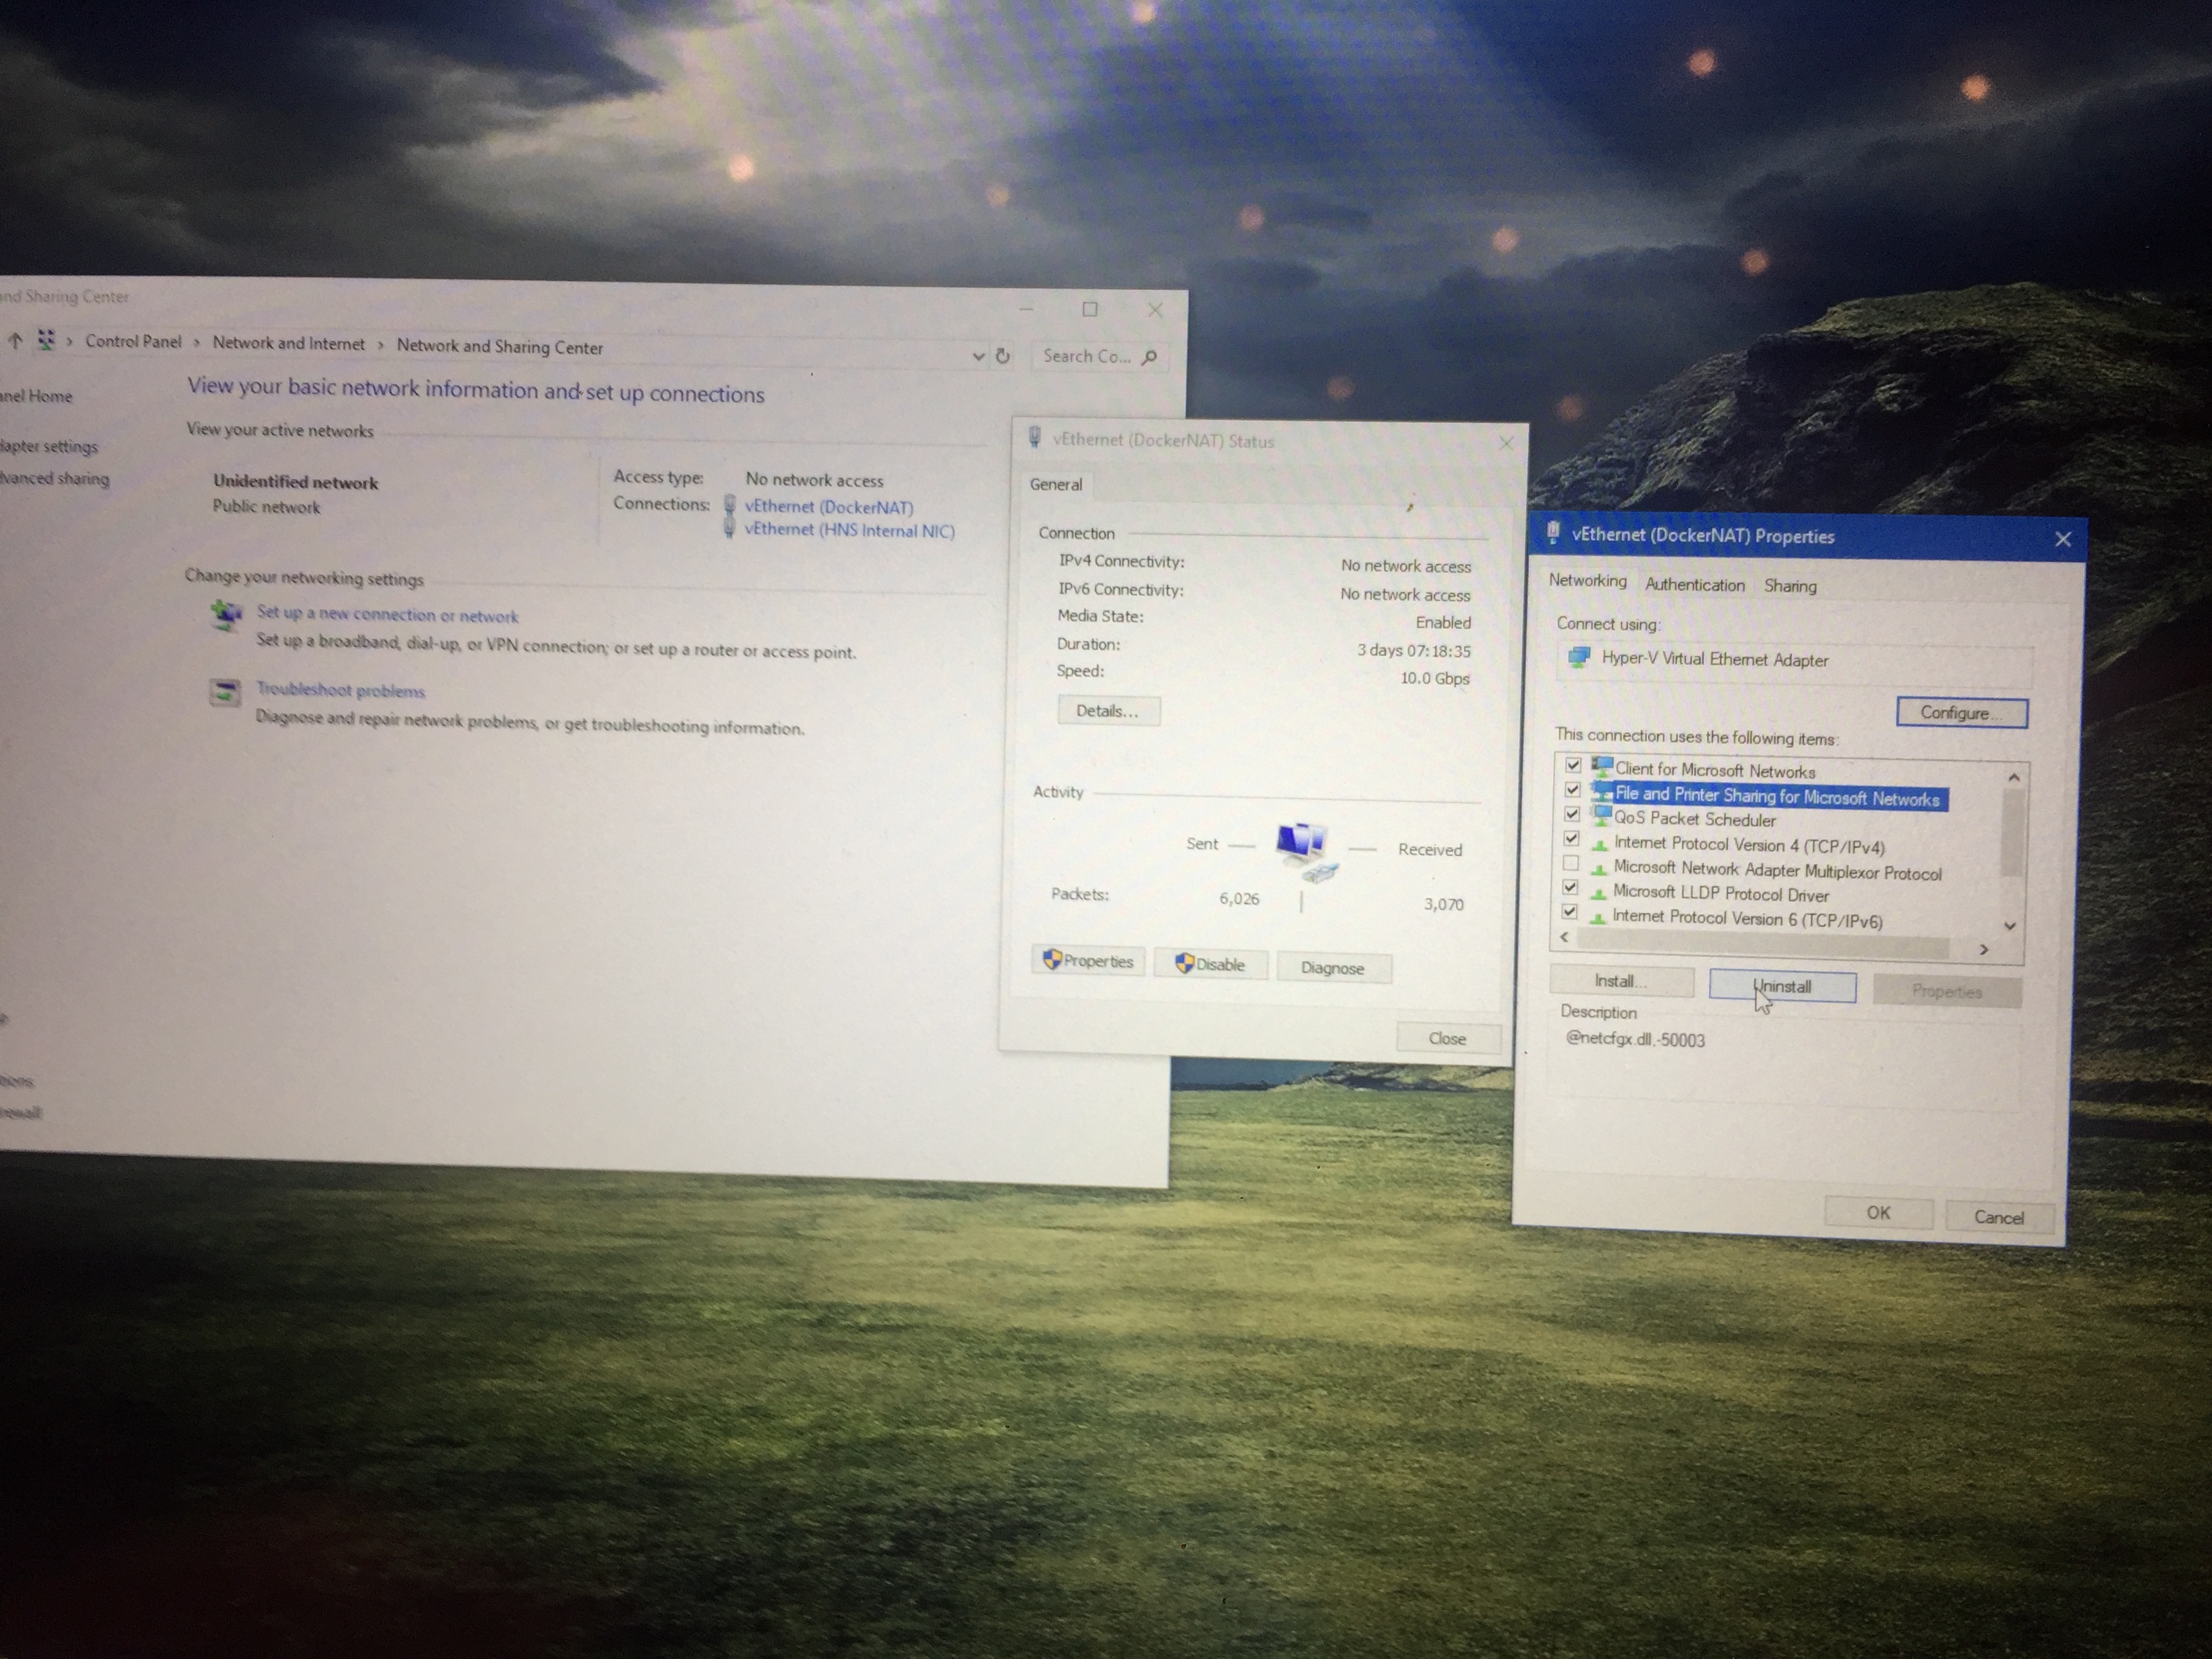 and Sharing Center
Control Panel › Network and Internet › Network and Sharing Center
Search Co...
View your basic network information and set up connections
View your active networks
Unidentified network
Public network
Access type: No network access
Connections: vEthernet (DockerNAT)
vEthernet (HNS Internal NIC)
Change your networking settings
Set up a new connection or network
Set up a broadband, dial-up, or VPN connection; or set up a router or access point.
Troubleshoot problems
Diagnose and repair network problems, or get troubleshooting information.
nel Home
dapter settings
dvanced sharing
vEthernet (DockerNAT) Status
General
Connection
IPv4 Connectivity: No network access
IPv6 Connectivity: No network access
Media State: Enabled
Duration: 3 days 07:18:35
Speed: 10.0 Gbps
Details...
Activity
Sent — — Received
Packets: 6,026 3,070
Properties Disable Diagnose
Close
vEthernet (DockerNAT) Properties
Networking Authentication Sharing
Connect using:
Hyper-V Virtual Ethernet Adapter
Configure...
This connection uses the following items:
Client for Microsoft Networks
File and Printer Sharing for Microsoft Networks
QoS Packet Scheduler
Internet Protocol Version 4 (TCP/IPv4)
Microsoft Network Adapter Multiplexor Protocol
Microsoft LLDP Protocol Driver
Internet Protocol Version 6 (TCP/IPv6)
Install... Uninstall Properties
Description
@netcfgx.dll,-50003
OK Cancel